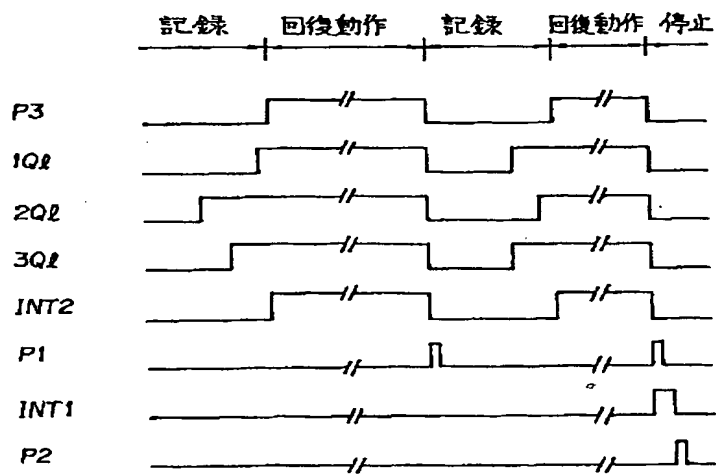 記録 回復動作 記録 回復動作 停止
P3
1Qℓ
2Qℓ
3Qℓ
INT2
P1
INT1
P2